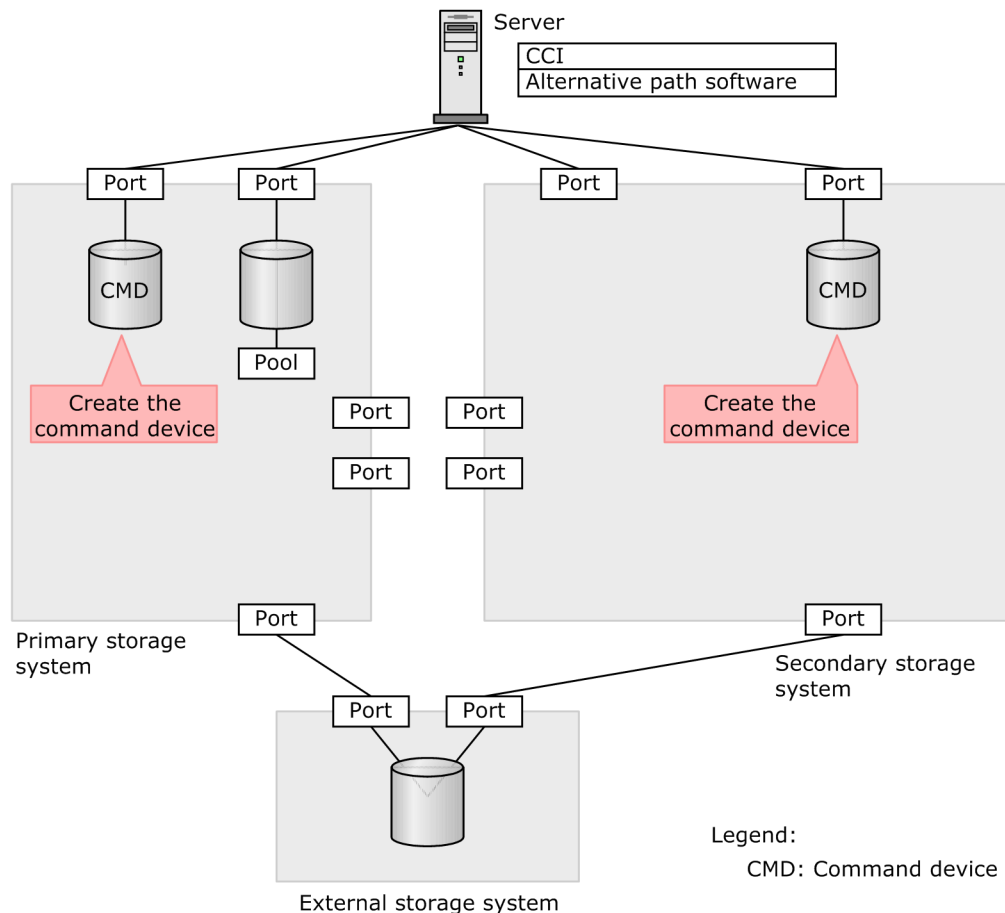 Server
CCI
Alternative path software
Port
Port
Port
Port
CMD
CMD
Pool
Create the
command device
Create the
command device
Port
Port
Port
Port
Port
Port
Primary storage
system
Secondary storage
system
Port
Port
External storage system
Legend:
CMD: Command device